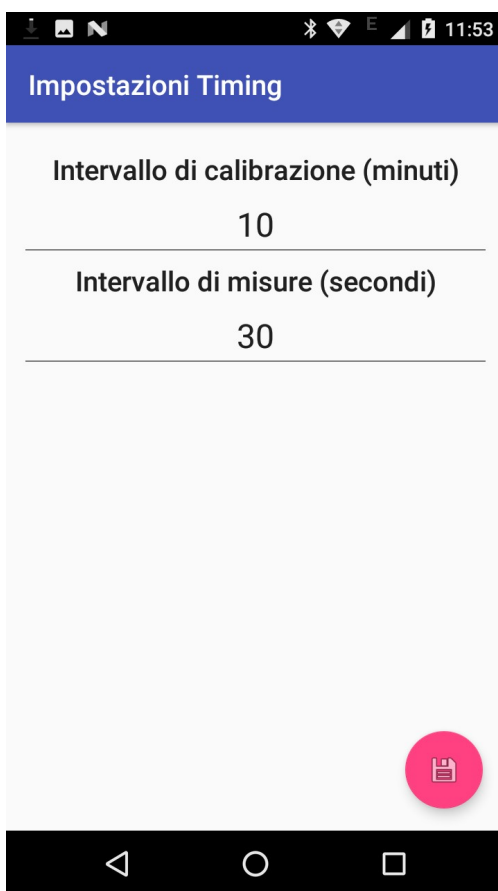 E 11:53
Impostazioni Timing
Intervallo di calibrazione (minuti)
10
Intervallo di misure (secondi)
30